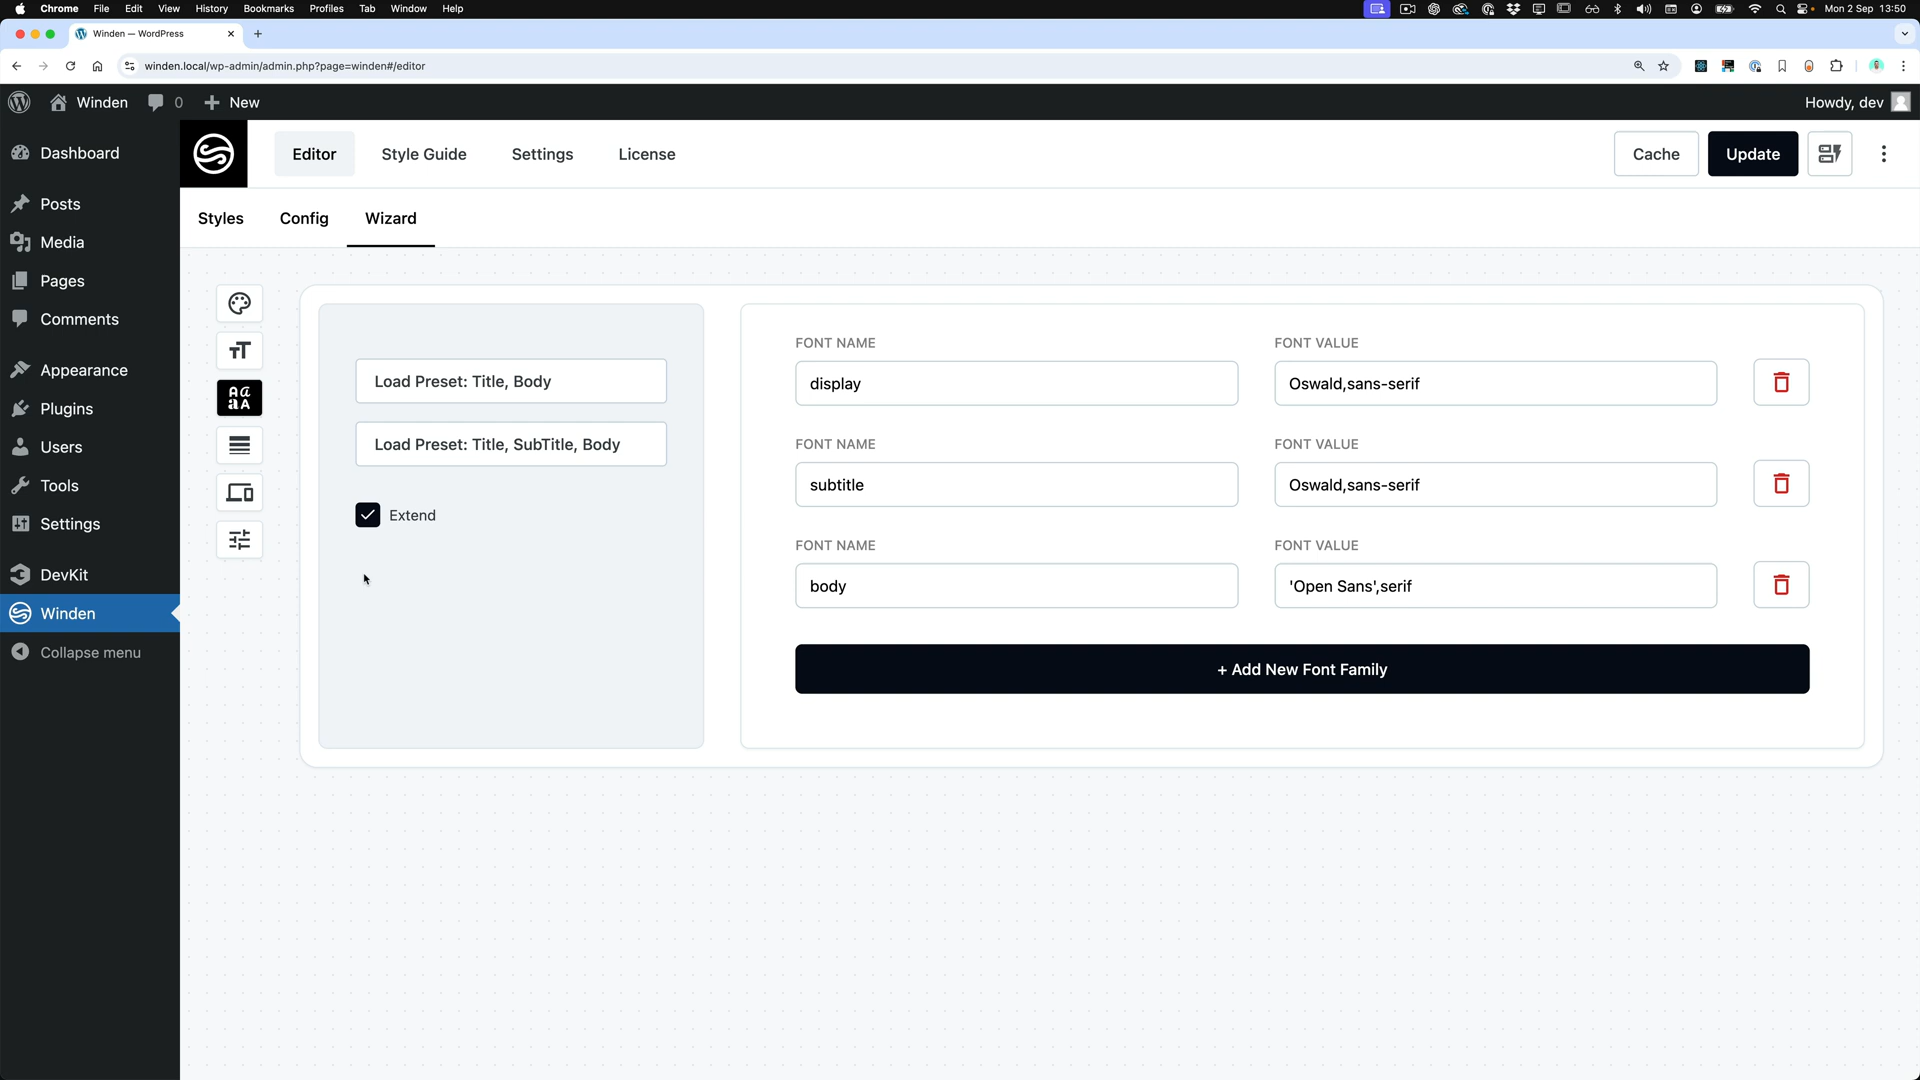 Chrome File Edit View History Bookmarks Profiles Tab Window Help
Mon 2 Sep 13:50
Winden — WordPress
winden.local/wp-admin/admin.php?page=winden#/editor
Winden 0 New
Howdy, dev
Dashboard
Posts
Media
Pages
Comments
Appearance
Plugins
Users
Tools
Settings
DevKit
Winden
Collapse menu
Editor Style Guide Settings License
Cache Update
Styles Config Wizard
Load Preset: Title, Body
Load Preset: Title, SubTitle, Body
Extend
FONT NAME FONT VALUE
display Oswald,sans-serif
FONT NAME FONT VALUE
subtitle Oswald,sans-serif
FONT NAME FONT VALUE
body 'Open Sans',serif
+ Add New Font Family